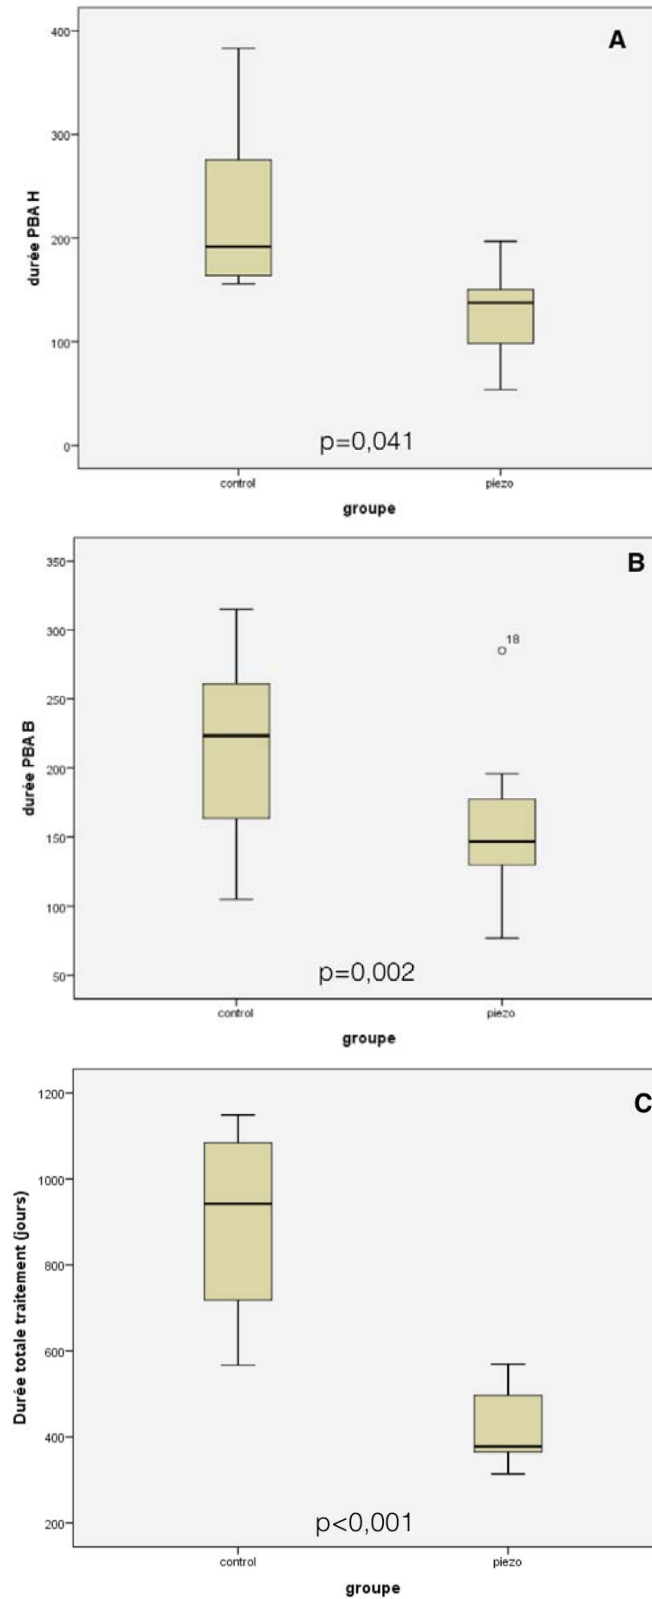 A
400
300
durée PBA H
200
100
0
p=0,041
control
piezo
groupe
B
350
300
18
250
durée PBA B
200
150
100
50
p=0,002
control
piezo
groupe
C
1200
1000
Durée totale traitement (jours)
800
600
400
200
p<0,001
control
piezo
groupe